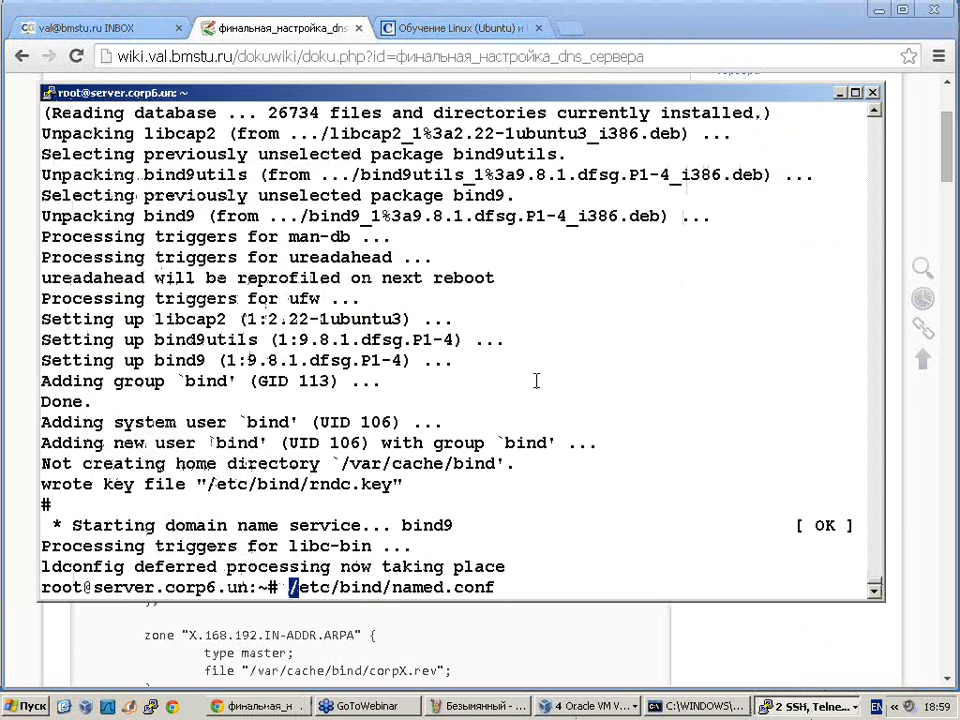 val@bmstu.ru INBOX
финальная_настройка_dns_
Обучение Linux (Ubuntu) и
wiki.val.bmstu.ru/dokuwiki/doku.php?id=финальная_настройка_dns_сервера
root@server.corp6.un: ~
(Reading database ... 26734 files and directories currently installed.)
Unpacking libcap2 (from .../libcap2_1%3a2.22-1ubuntu3_i386.deb) ...
Selecting previously unselected package bind9utils.
Unpacking bind9utils (from .../bind9utils_1%3a9.8.1.dfsg.P1-4_i386.deb) ...
Selecting previously unselected package bind9.
Unpacking bind9 (from .../bind9_1%3a9.8.1.dfsg.P1-4_i386.deb) ...
Processing triggers for man-db ...
Processing triggers for ureadahead ...
ureadahead will be reprofiled on next reboot
Processing triggers for ufw ...
Setting up libcap2 (1:2.22-1ubuntu3) ...
Setting up bind9utils (1:9.8.1.dfsg.P1-4) ...
Setting up bind9 (1:9.8.1.dfsg.P1-4) ...
Adding group `bind' (GID 113) ...
Done.
Adding system user `bind' (UID 106) ...
Adding new user `bind' (UID 106) with group `bind' ...
Not creating home directory `/var/cache/bind'.
wrote key file "/etc/bind/rndc.key"
#
* Starting domain name service... bind9 [ OK ]
Processing triggers for libc-bin ...
ldconfig deferred processing now taking place
root@server.corp6.un:~# /etc/bind/named.conf
zone "X.168.192.IN-ADDR.ARPA" {
type master;
file "/var/cache/bind/corpX.rev";
Пуск
финальная_н
GoToWebinar
Безымянный - ...
4 Oracle VM V...
C:\WINDOWS\...
2 SSH, Telne...
EN
18:59